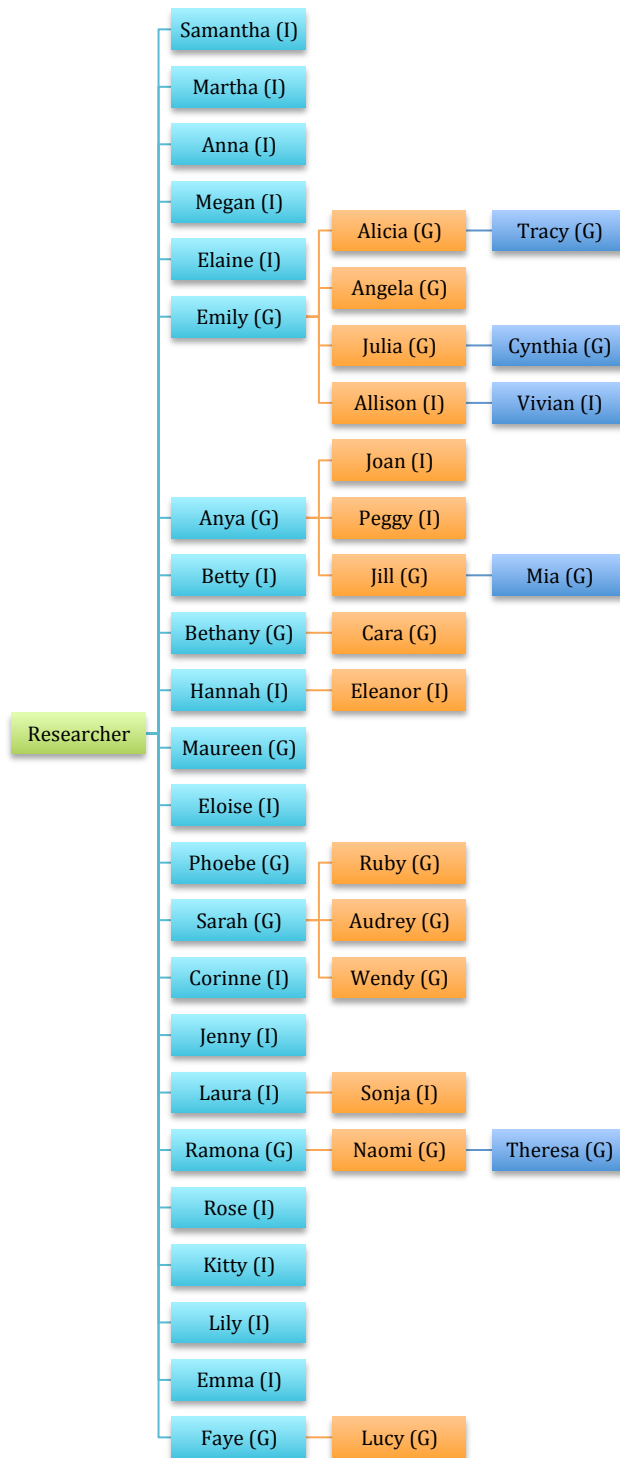 Samantha (I)
Martha (I)
Anna (I)
Megan (I)
Alicia (G)
Tracy (G)
Elaine (I)
Angela (G)
Emily (G)
Julia (G)
Cynthia (G)
Allison (I)
Vivian (I)
Joan (I)
Anya (G)
Peggy (I)
Betty (I)
Jill (G)
Mia (G)
Bethany (G)
Cara (G)
Hannah (I)
Eleanor (I)
Researcher
Maureen (G)
Eloise (I)
Phoebe (G)
Ruby (G)
Sarah (G)
Audrey (G)
Corinne (I)
Wendy (G)
Jenny (I)
Laura (I)
Sonja (I)
Ramona (G)
Naomi (G)
Theresa (G)
Rose (I)
Kitty (I)
Lily (I)
Emma (I)
Faye (G)
Lucy (G)